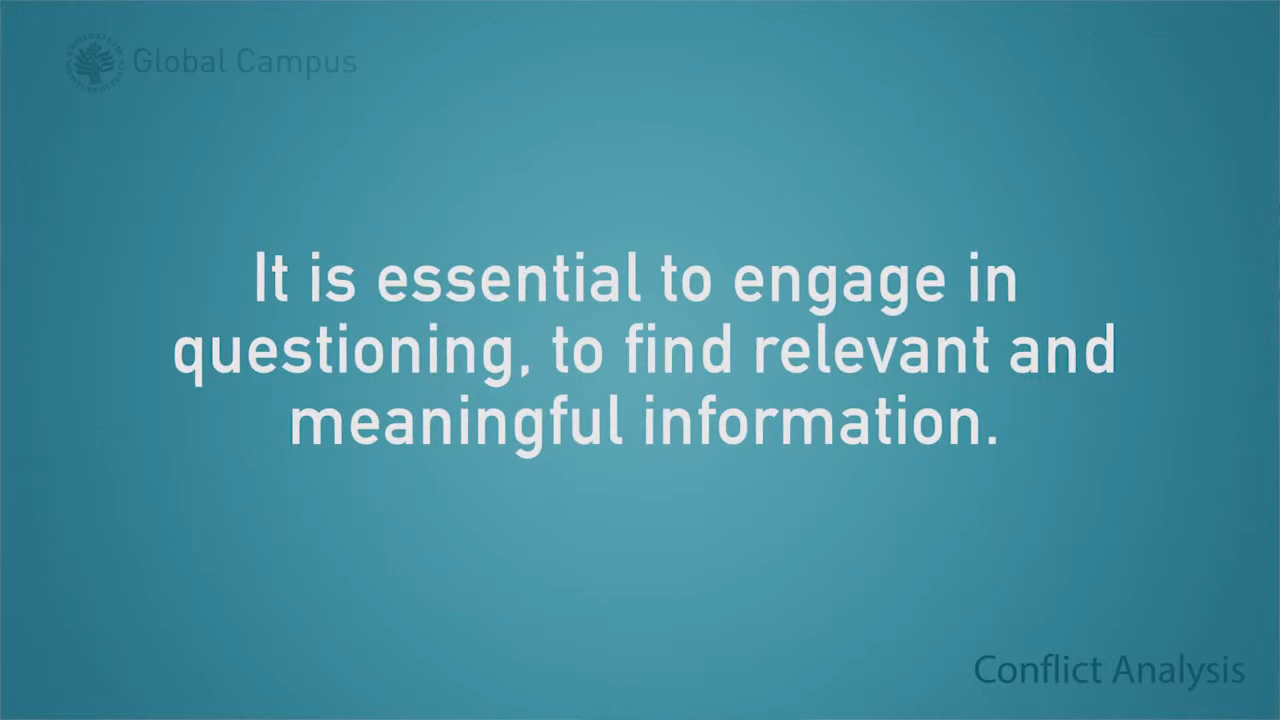 Global Campus
It is essential to engage in
questioning, to find relevant and
meaningful information.
Conflict Analysis